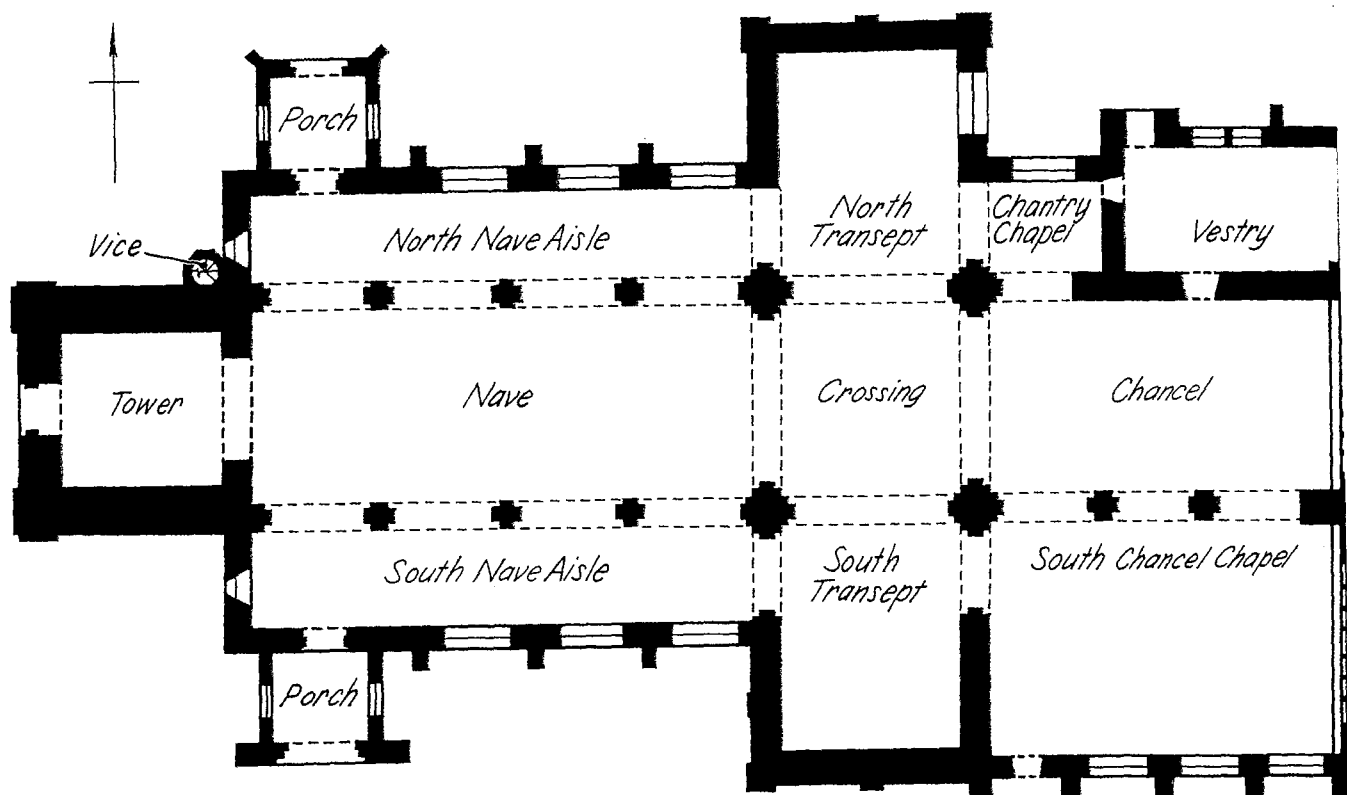 Porch
North Nave Aisle
North
Transept
Chantry
Chapel
Vestry
Vice
Tower
Nave
Crossing
Chancel
South Nave Aisle
South
Transept
South Chancel Chapel
Porch